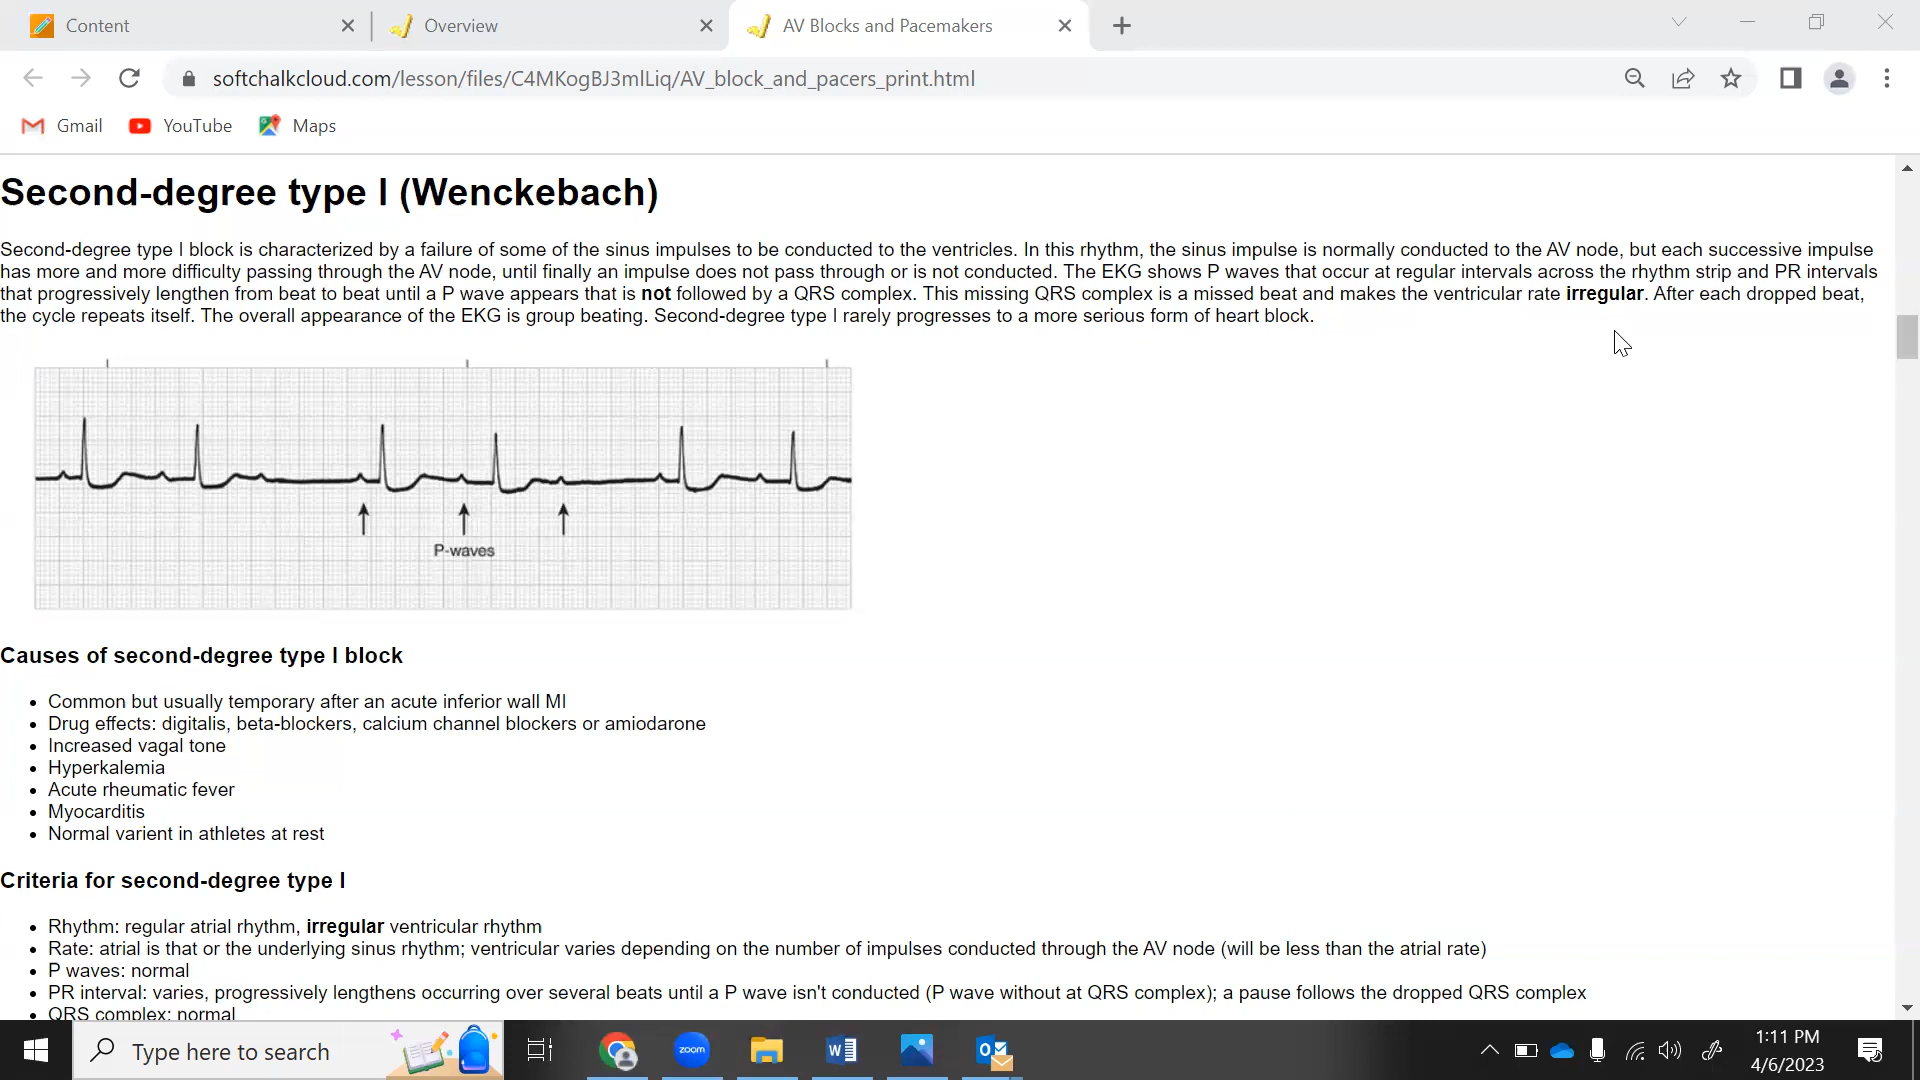 Content
Overview
AV Blocks and Pacemakers
softchalkcloud.com/lesson/files/C4MKogBJ3mlLiq/AV_block_and_pacers_print.html
Gmail
YouTube
Maps
Second-degree type I (Wenckebach)
Second-degree type I block is characterized by a failure of some of the sinus impulses to be conducted to the ventricles. In this rhythm, the sinus impulse is normally conducted to the AV node, but each successive impulse
has more and more difficulty passing through the AV node, until finally an impulse does not pass through or is not conducted. The EKG shows P waves that occur at regular intervals across the rhythm strip and PR intervals
that progressively lengthen from beat to beat until a P wave appears that is not followed by a QRS complex. This missing QRS complex is a missed beat and makes the ventricular rate irregular. After each dropped beat,
the cycle repeats itself. The overall appearance of the EKG is group beating. Second-degree type I rarely progresses to a more serious form of heart block.
P-waves
Causes of second-degree type I block
Common but usually temporary after an acute inferior wall MI
Drug effects: digitalis, beta-blockers, calcium channel blockers or amiodarone
Increased vagal tone
Hyperkalemia
Acute rheumatic fever
Myocarditis
Normal varient in athletes at rest
Criteria for second-degree type I
Rhythm: regular atrial rhythm, irregular ventricular rhythm
Rate: atrial is that or the underlying sinus rhythm; ventricular varies depending on the number of impulses conducted through the AV node (will be less than the atrial rate)
P waves: normal
PR interval: varies, progressively lengthens occurring over several beats until a P wave isn't conducted (P wave without at QRS complex); a pause follows the dropped QRS complex
QRS complex: normal
Type here to search
zoom
W
O
1:11 PM
4/6/2023